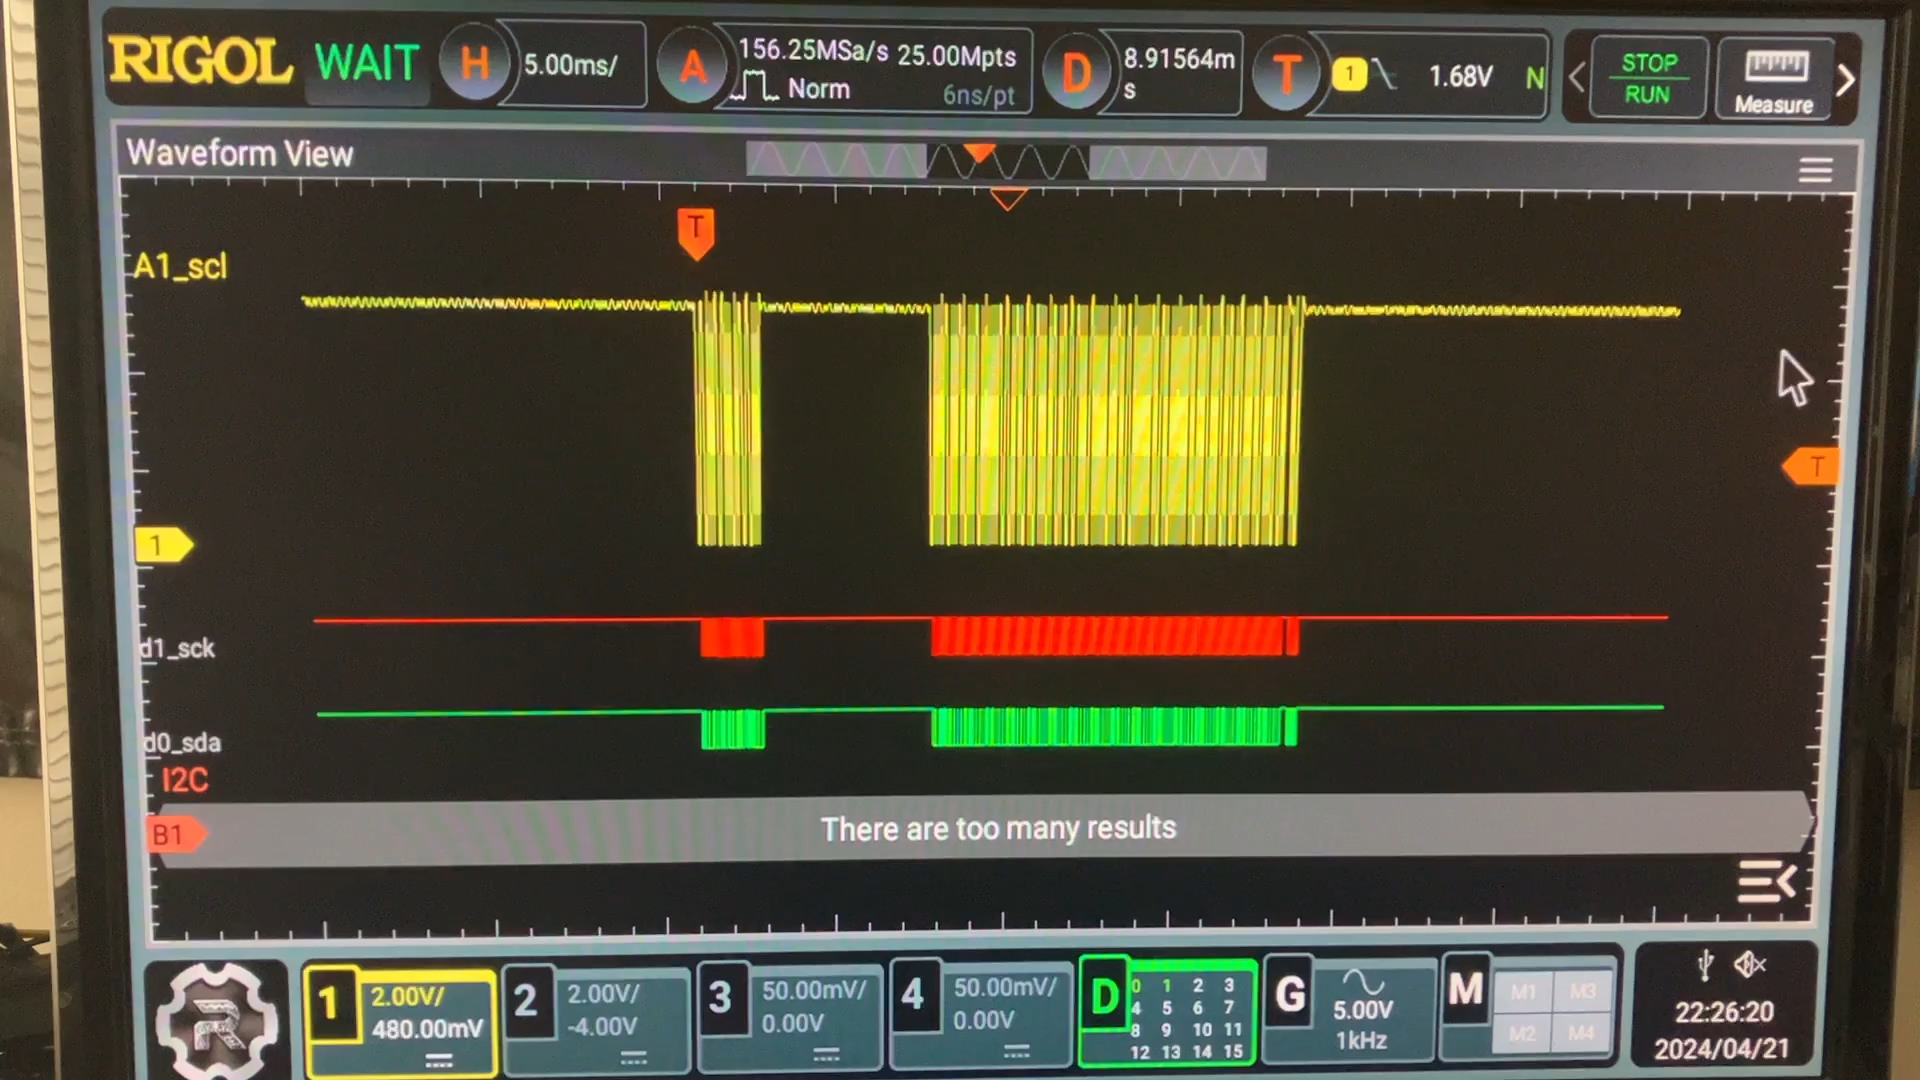 RIGOL WAIT H 5.00ms/ A 156.25MSa/s 25.00Mpts D 8.91564m T 1 1.68V N STOP
Norm 6ns/pt s RUN Measure
Waveform View
T
A1_scl
T
1
d1_sck
d0_sda
I2C
B1 There are too many results
1 2.00V/ 2 2.00V/ 3 50.00mV/ 4 50.00mV/ D 0 1 2 3 G 5.00V M M1 M3
480.00mV -4.00V 0.00V 0.00V 4 5 6 7 1kHz M2 M4
8 9 10 11
12 13 14 15
R
22:26:20
2024/04/21